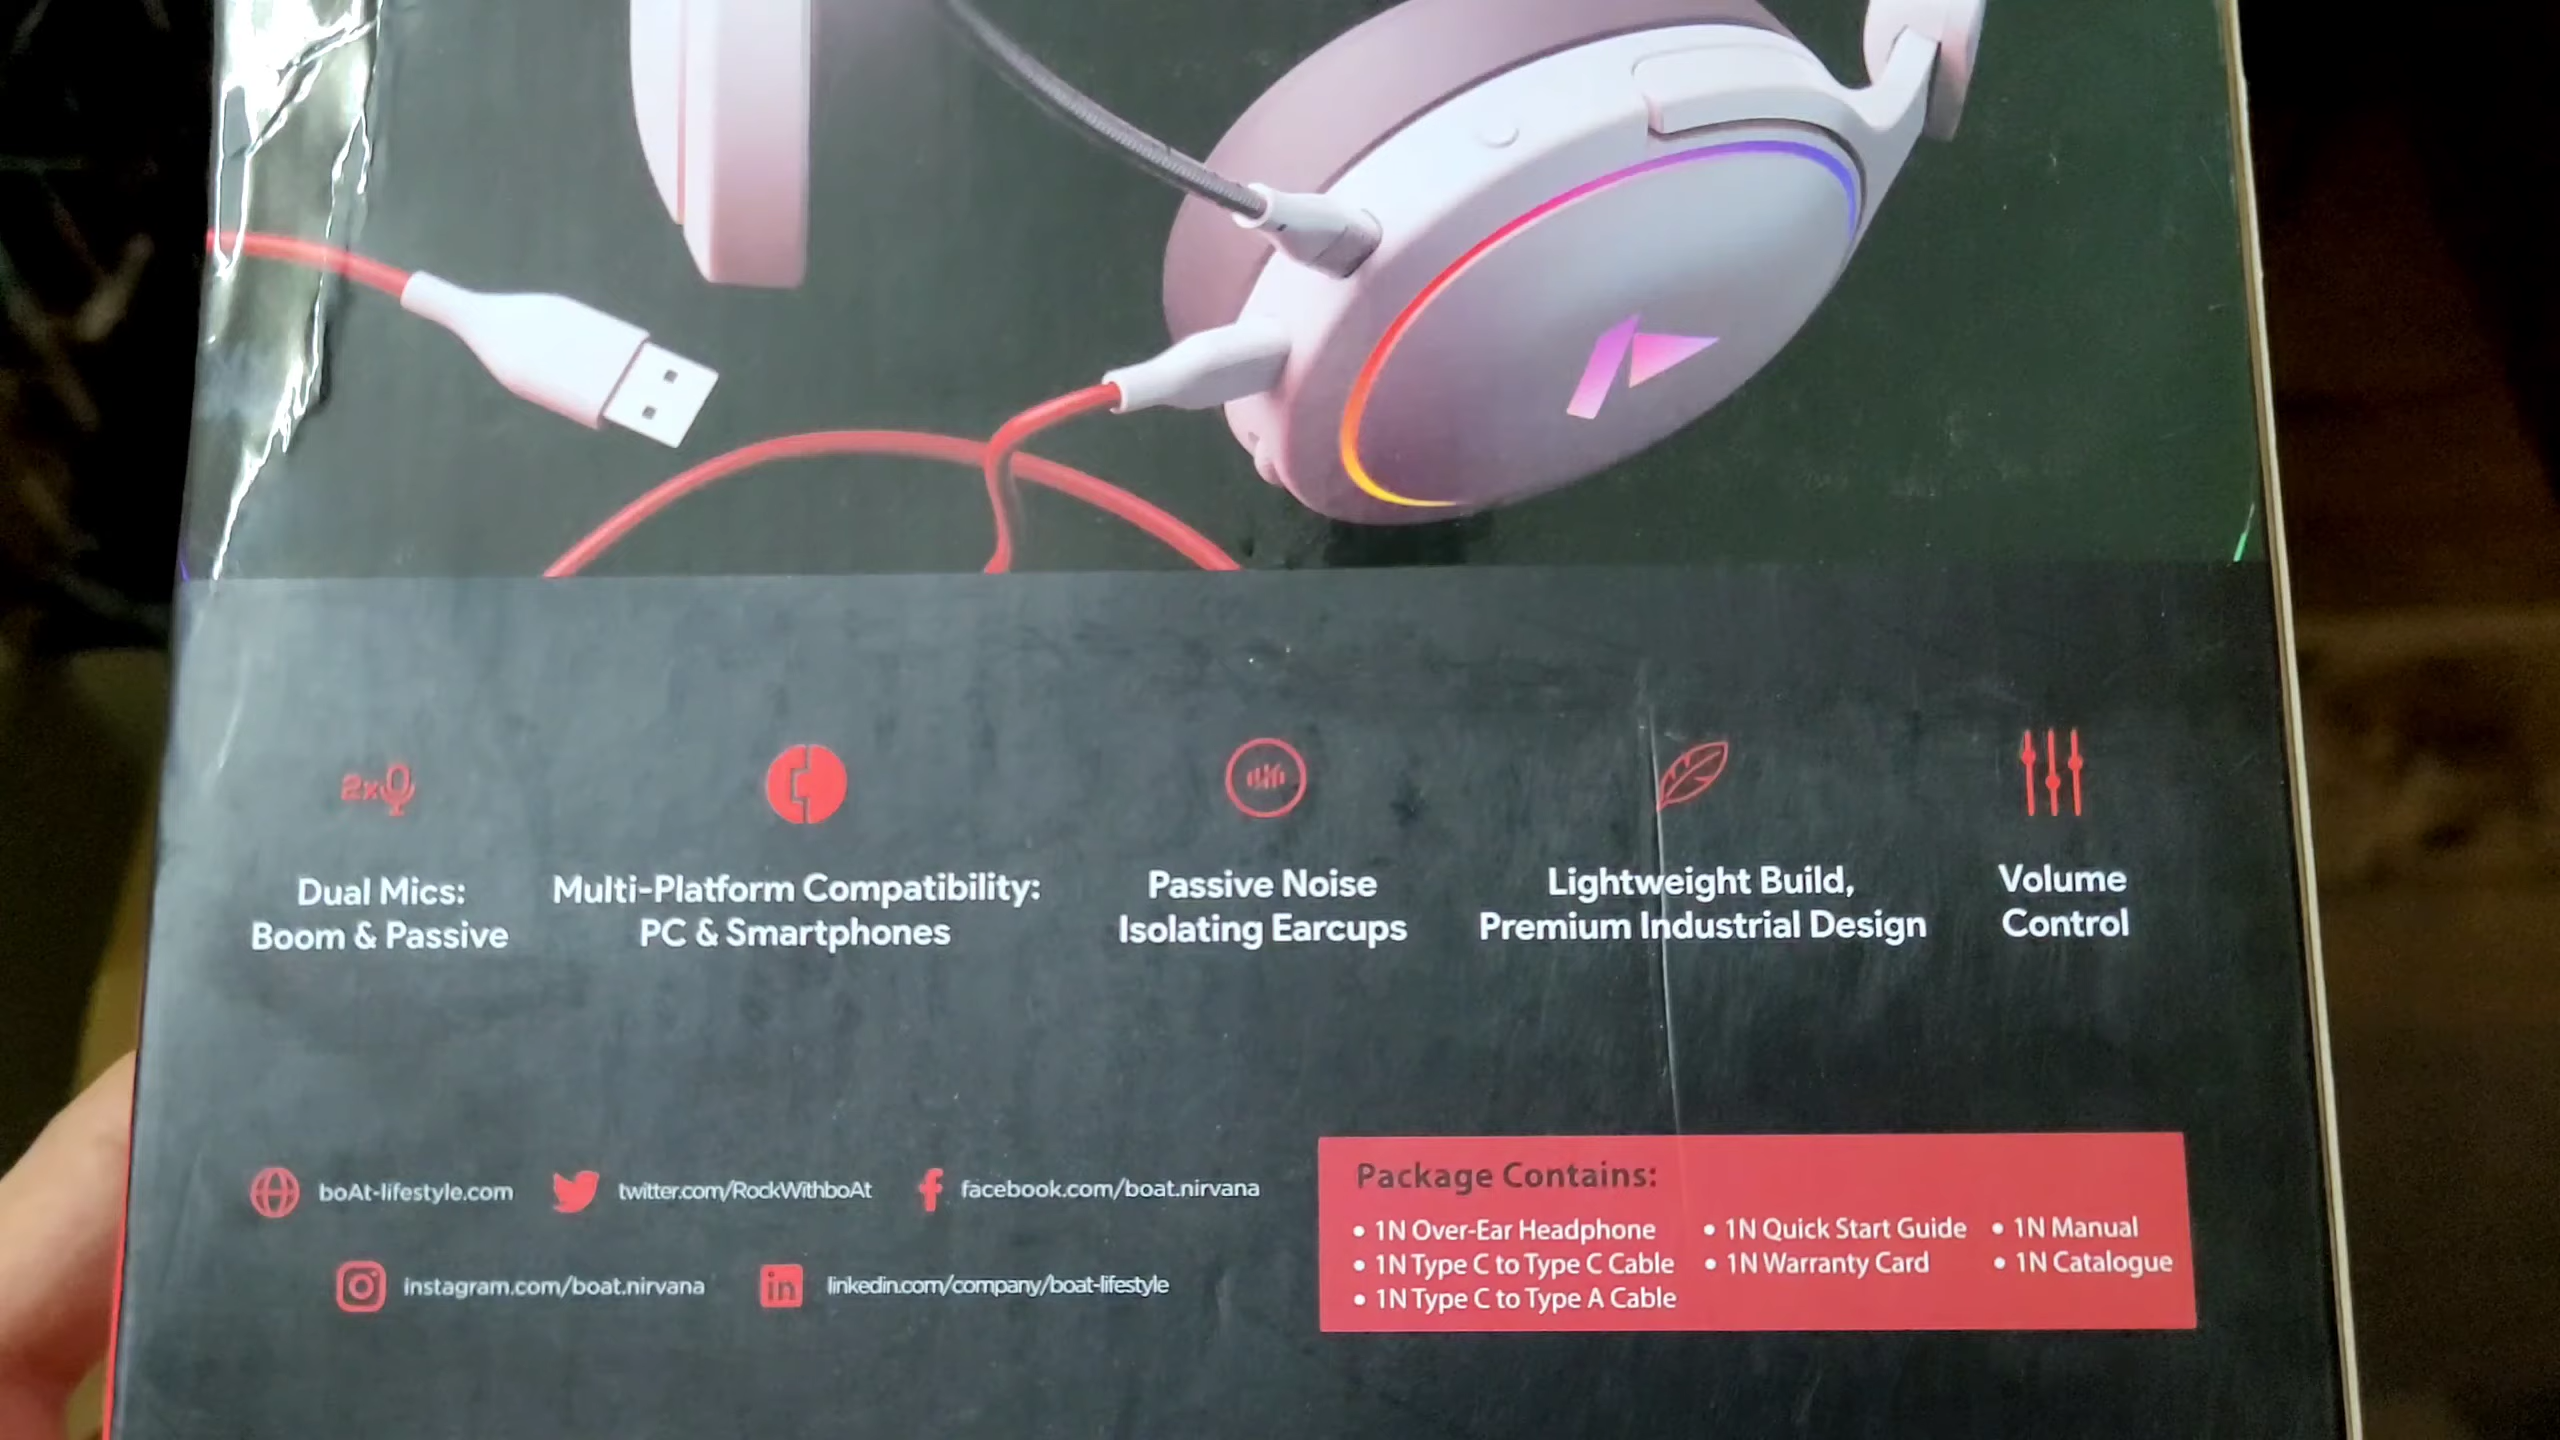 2x
Dual Mics:
Boom & Passive
Multi-Platform Compatibility:
PC & Smartphones
Passive Noise
Isolating Earcups
Lightweight Build,
Premium Industrial Design
Volume
Control
boAt-lifestyle.com
twitter.com/RockWithboAt
facebook.com/boat.nirvana
instagram.com/boat.nirvana
in
linkedin.com/company/boat-lifestyle
Package Contains:
• 1N Over-Ear Headphone
• 1N Type C to Type C Cable
• 1N Type C to Type A Cable
• 1N Quick Start Guide
• 1N Warranty Card
• 1N Manual
• 1N Catalogue